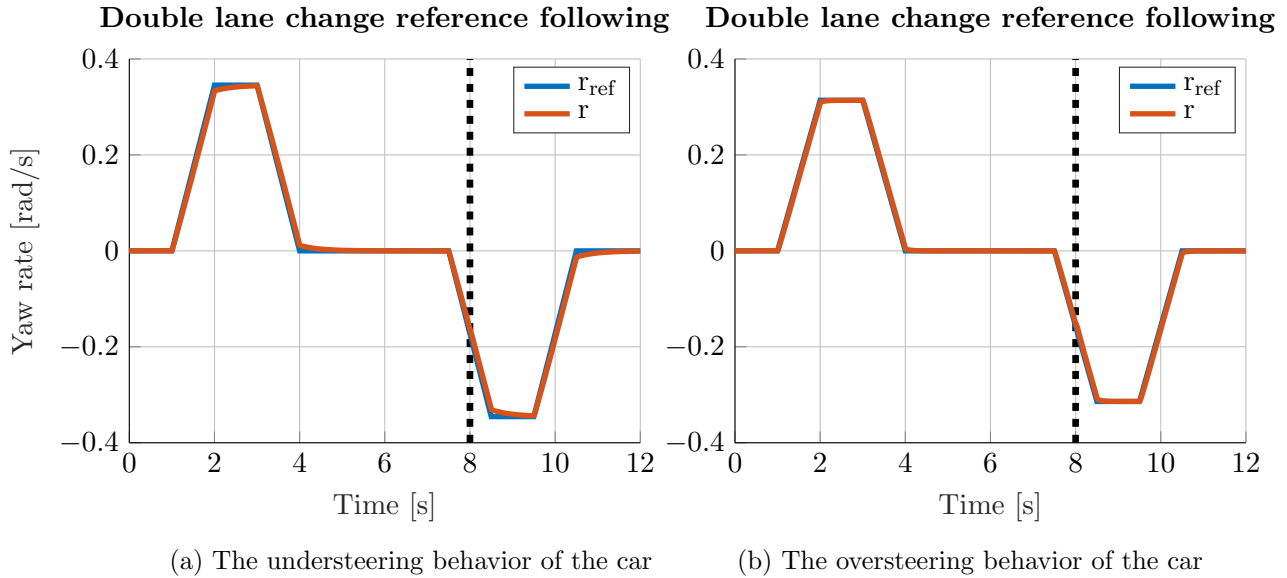 Double lane change reference following
0.4
0.2
0
−0.2
−0.4
Yaw rate [rad/s]
r_ref
r
0 2 4 6 8 10 12
Time [s]
(a) The understeering behavior of the car
Double lane change reference following
0.4
0.2
0
−0.2
−0.4
r_ref
r
0 2 4 6 8 10 12
Time [s]
(b) The oversteering behavior of the car